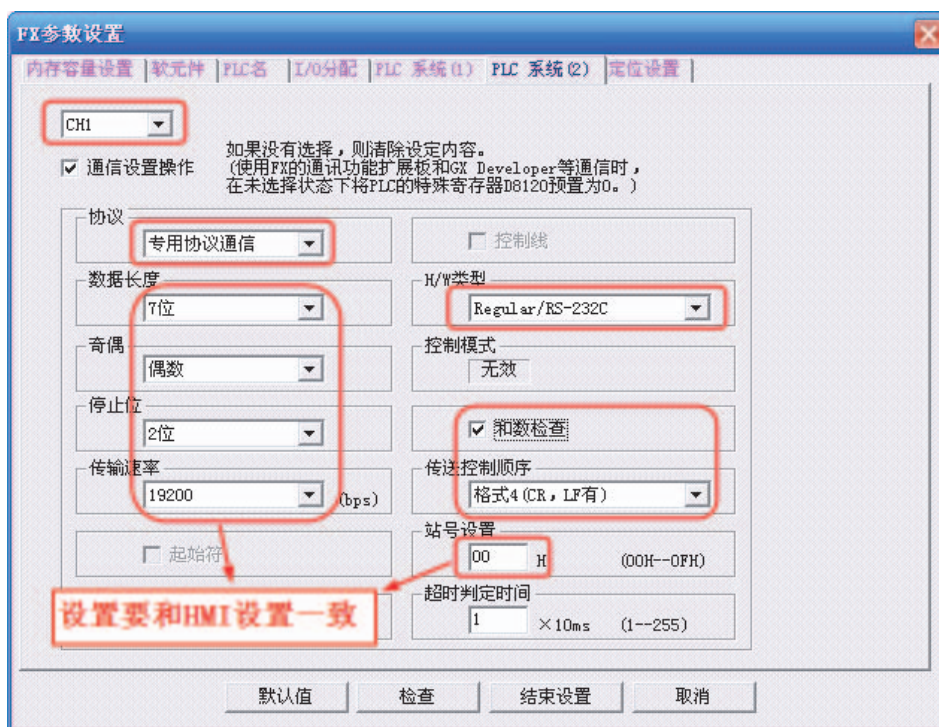 FX参数设置
内存容量设置 软元件 PLC名 I/O分配 PLC 系统(1) PLC 系统(2) 定位设置
CH1
通信设置操作
如果没有选择，则清除设定内容。
(使用FX的通讯功能扩展板和GX Developer等通信时，
在未选择状态下将PLC的特殊寄存器D8120预置为0。)
协议
专用协议通信
控制线
数据长度
7位
H/W类型
Regular/RS-232C
奇偶
偶数
控制模式
无效
停止位
2位
和数检查
传输速率
19200 (bps)
传送控制顺序
格式4(CR，LF有)
起始符
站号设置
00 H (00H--0FH)
设置要和HMI设置一致
超时判定时间
1 ×10ms (1--255)
默认值 检查 结束设置 取消